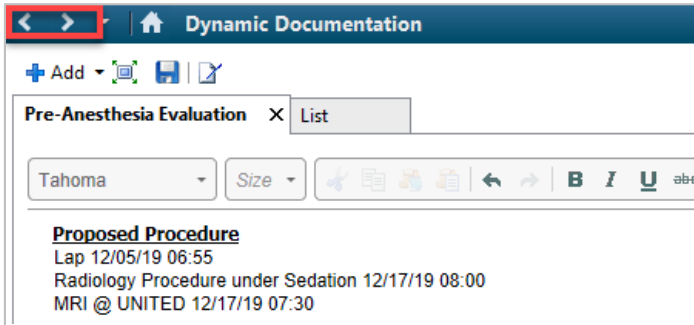 Dynamic Documentation
Add
Pre-Anesthesia Evaluation X List
Tahoma Size B I U abc
Proposed Procedure
Lap 12/05/19 06:55
Radiology Procedure under Sedation 12/17/19 08:00
MRI @ UNITED 12/17/19 07:30